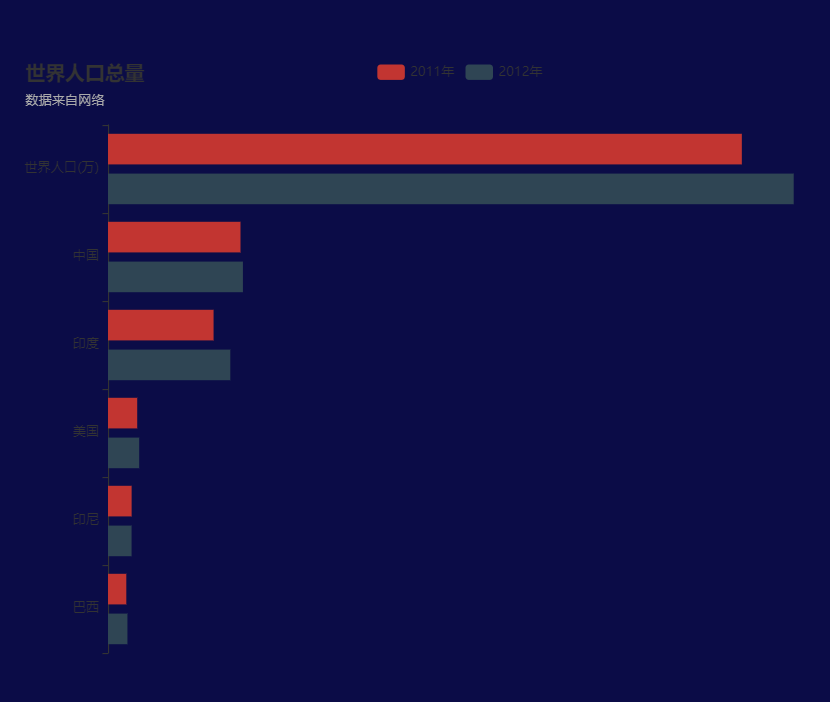 世界人口总量
2011年 2012年
数据来自网络
世界人口(万)
中国
印度
美国
印尼
巴西